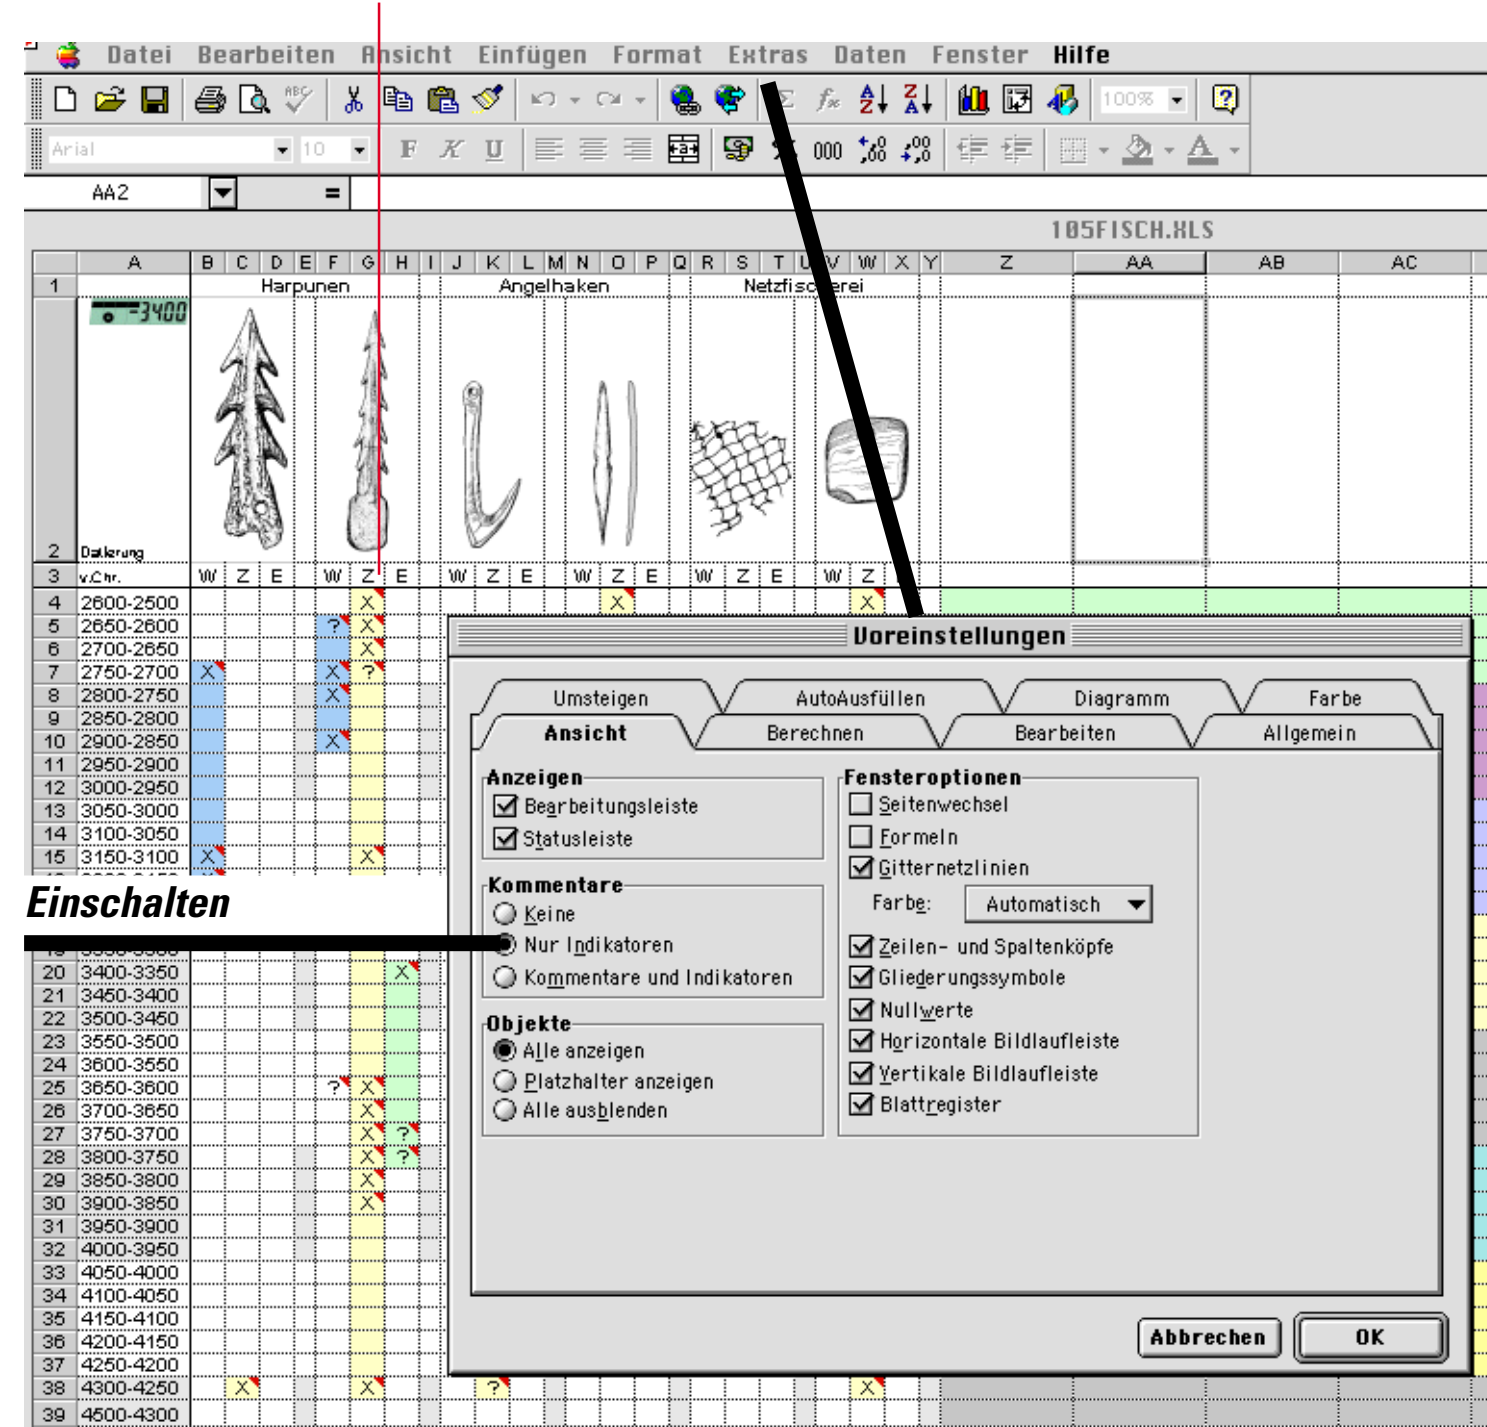 Datei Bearbeiten Ansicht Einfügen Format Extras Daten Fenster Hilfe
ABC 100%
Arial 10 F K U 000
AA2 =
105FISCH.XLS
A B C D E F G H I J K L M N O P Q R S T U V W X Y Z AA AB AC
1 Harpunen Angelhaken Netzfischerei
-3400
2 Datierung
3 v.Chr. W Z E W Z E W Z E W Z E W Z E W Z
4 2600-2500 X X X
5 2650-2600 ? X
6 2700-2650 X
7 2750-2700 X X ?
8 2800-2750 X
9 2850-2800
10 2900-2850 X
11 2950-2900
12 3000-2950
13 3050-3000
14 3100-3050
15 3150-3100 X X
Einschalten
20 3400-3350 X
21 3450-3400
22 3500-3450
23 3550-3500
24 3600-3550
25 3650-3600 ? X
26 3700-3650 X
27 3750-3700 X ?
28 3800-3750 X ?
29 3850-3800 X
30 3900-3850 X
31 3950-3900
32 4000-3950
33 4050-4000
34 4100-4050
35 4150-4100
36 4200-4150
37 4250-4200
38 4300-4250 X X ? X
39 4500-4300
Voreinstellungen
Umsteigen AutoAusfüllen Diagramm Farbe
Ansicht Berechnen Bearbeiten Allgemein
Anzeigen
Bearbeitungsleiste
Statusleiste
Kommentare
Keine
Nur Indikatoren
Kommentare und Indikatoren
Objekte
Alle anzeigen
Platzhalter anzeigen
Alle ausblenden
Fensteroptionen
Seitenwechsel
Formeln
Gitternetzlinien
Farbe: Automatisch
Zeilen- und Spaltenköpfe
Gliederungssymbole
Nullwerte
Horizontale Bildlaufleiste
Vertikale Bildlaufleiste
Blattregister
Abbrechen OK